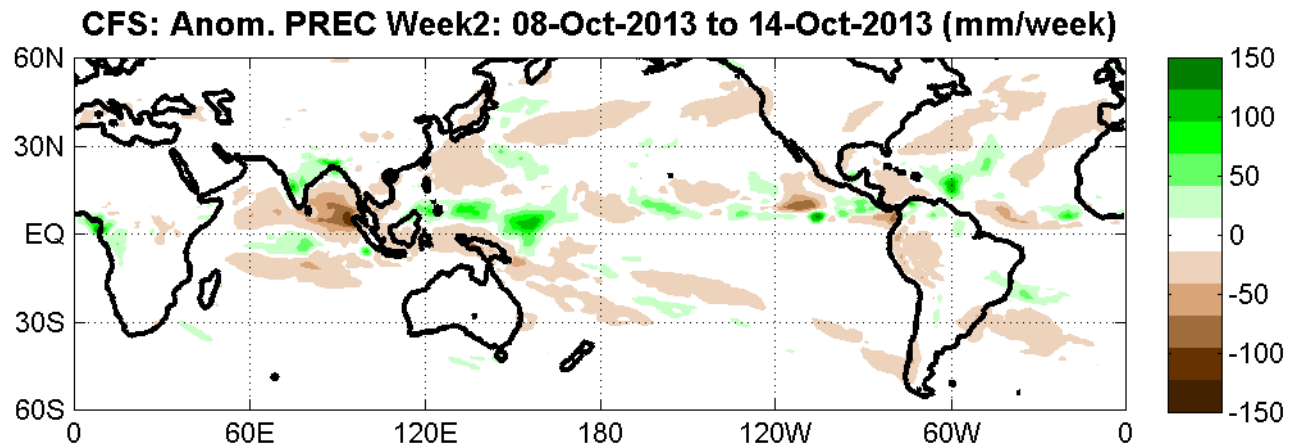 CFS: Anom. PREC Week2: 08-Oct-2013 to 14-Oct-2013 (mm/week)
60N
30N
EQ
30S
60S
0 60E 120E 180 120W 60W 0
150
100
50
0
-50
-100
-150